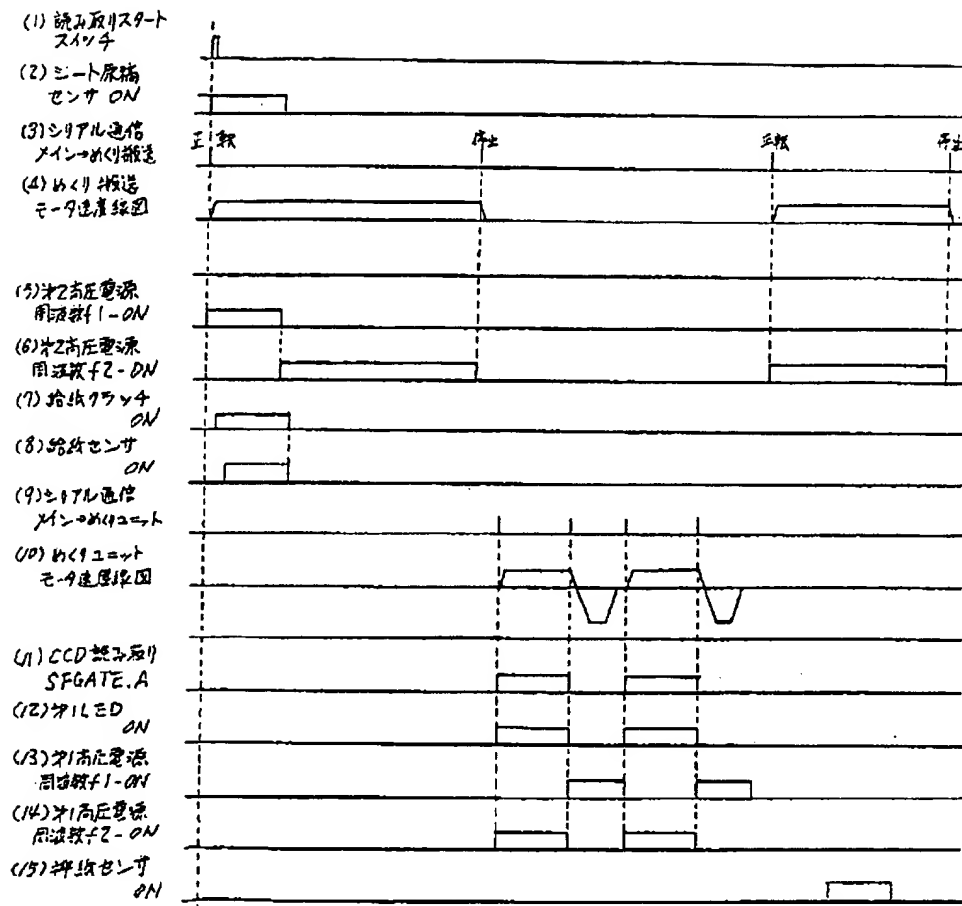 (1) 読み取りスタート
スイッチ
(2) シート原稿
センサ ON
(3) シリアル通信
メイン→めくり搬送
正転
停止
正転
停止
(4) めくり搬送
モータ速度線図
(5) 才2高圧電源
周波数f1-ON
(6) 才2高圧電源
周波数f2-ON
(7) 給紙クラッチ
ON
(8) 給紙センサ
ON
(9) シリアル通信
メイン→めくりユニット
(10) めくりユニット
モータ速度線図
(11) CCD読み取り
SFGATE.A
(12) 才1LED
ON
(13) 才1高圧電源
周波数f1-ON
(14) 才1高圧電源
周波数f2-ON
(15) 排紙センサ
ON